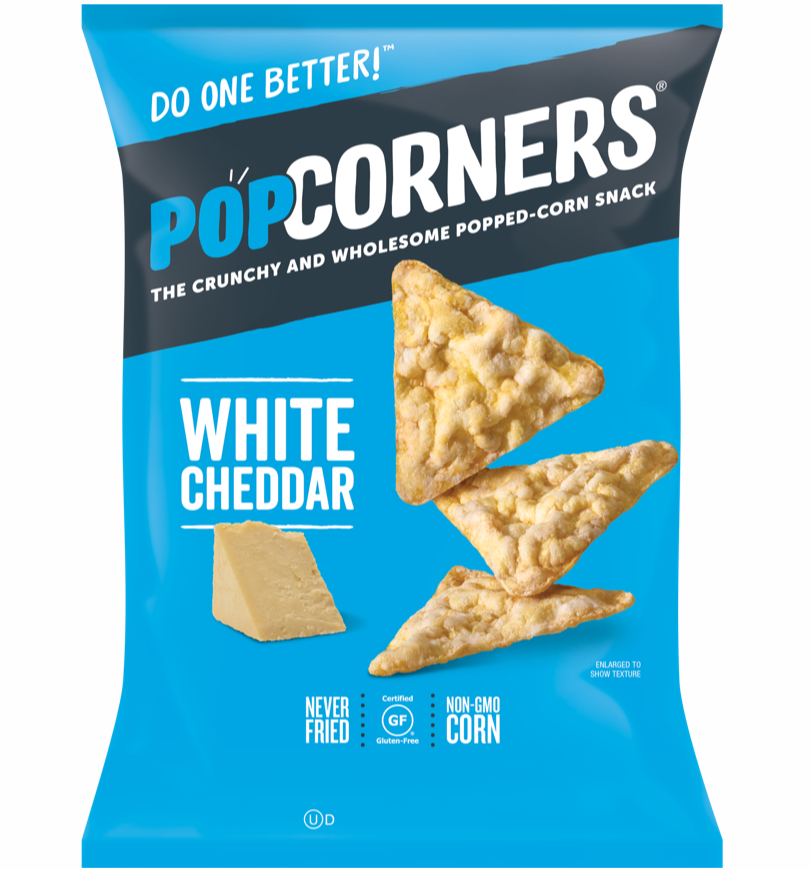 DO ONE BETTER!™
POPCORNERS®
THE CRUNCHY AND WHOLESOME POPPED-CORN SNACK
WHITE
CHEDDAR
ENLARGED TO
SHOW TEXTURE
NEVER
FRIED
Certified
GF
Gluten-Free
NON-GMO
CORN
Ⓤ D